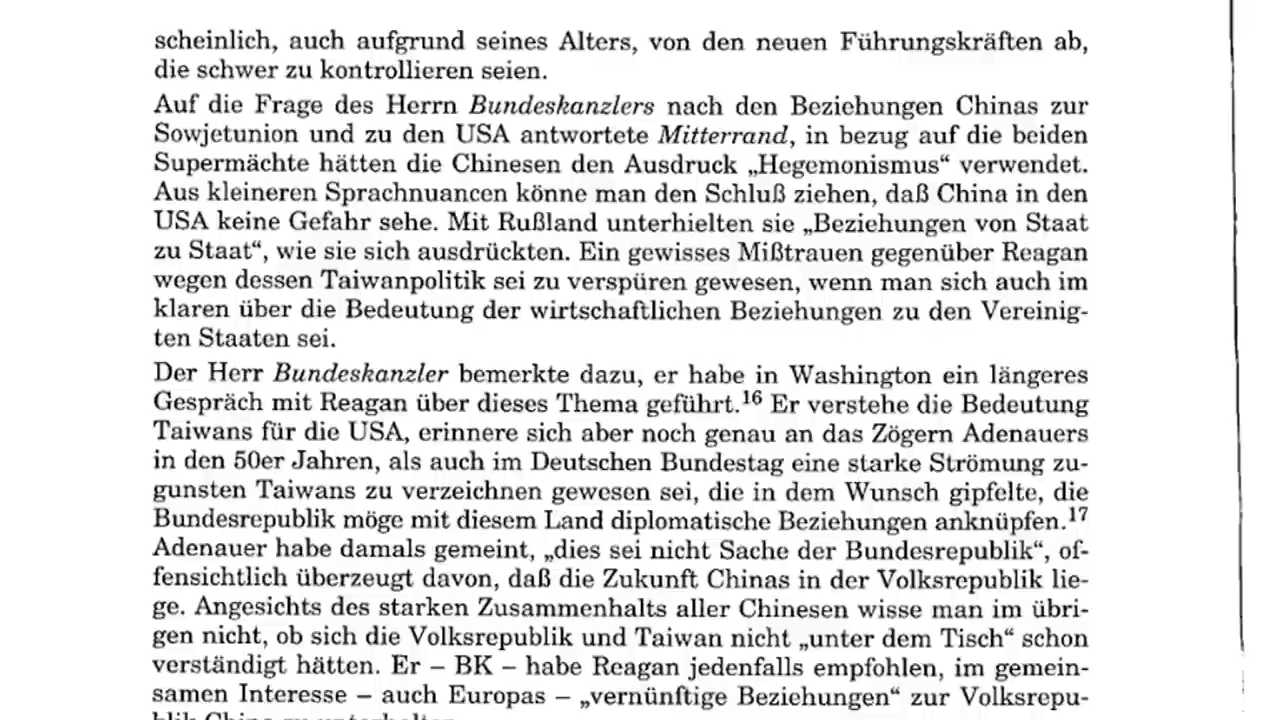 scheinlich, auch aufgrund seines Alters, von den neuen Führungskräften ab,
die schwer zu kontrollieren seien.
Auf die Frage des Herrn Bundeskanzlers nach den Beziehungen Chinas zur
Sowjetunion und zu den USA antwortete Mitterrand, in bezug auf die beiden
Supermächte hätten die Chinesen den Ausdruck „Hegemonismus“ verwendet.
Aus kleineren Sprachnuancen könne man den Schluß ziehen, daß China in den
USA keine Gefahr sehe. Mit Rußland unterhielten sie „Beziehungen von Staat
zu Staat“, wie sie sich ausdrückten. Ein gewisses Mißtrauen gegenüber Reagan
wegen dessen Taiwanpolitik sei zu verspüren gewesen, wenn man sich auch im
klaren über die Bedeutung der wirtschaftlichen Beziehungen zu den Vereinig-
ten Staaten sei.
Der Herr Bundeskanzler bemerkte dazu, er habe in Washington ein längeres
Gespräch mit Reagan über dieses Thema geführt.16 Er verstehe die Bedeutung
Taiwans für die USA, erinnere sich aber noch genau an das Zögern Adenauers
in den 50er Jahren, als auch im Deutschen Bundestag eine starke Strömung zu-
gunsten Taiwans zu verzeichnen gewesen sei, die in dem Wunsch gipfelte, die
Bundesrepublik möge mit diesem Land diplomatische Beziehungen anknüpfen.17
Adenauer habe damals gemeint, „dies sei nicht Sache der Bundesrepublik“, of-
fensichtlich überzeugt davon, daß die Zukunft Chinas in der Volksrepublik lie-
ge. Angesichts des starken Zusammenhalts aller Chinesen wisse man im übri-
gen nicht, ob sich die Volksrepublik und Taiwan nicht „unter dem Tisch“ schon
verständigt hätten. Er – BK – habe Reagan jedenfalls empfohlen, im gemein-
samen Interesse – auch Europas – „vernünftige Beziehungen“ zur Volksrepu-
blik China zu unterhalten.